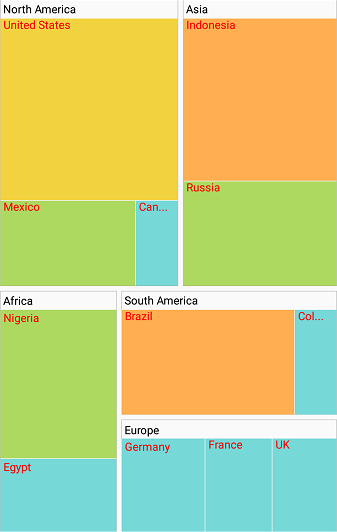 North America
United States
Mexico
Can...
Asia
Indonesia
Russia
Africa
Nigeria
Egypt
South America
Brazil
Col...
Europe
Germany
France
UK